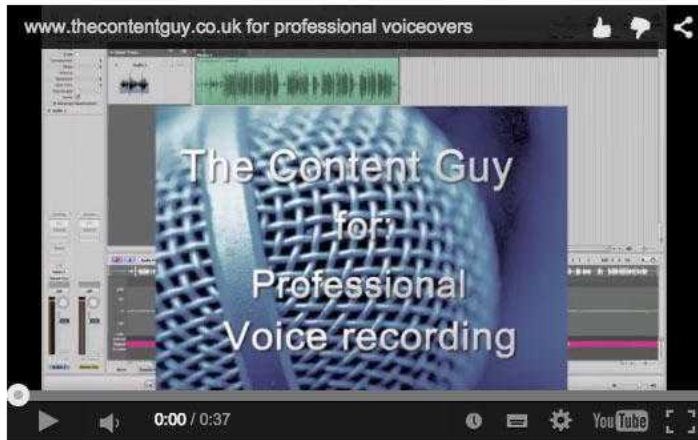 www.thecontentguy.co.uk for professional voiceovers
The Content Guy
for:
Professional
Voice recording
0:00 / 0:37
YouTube